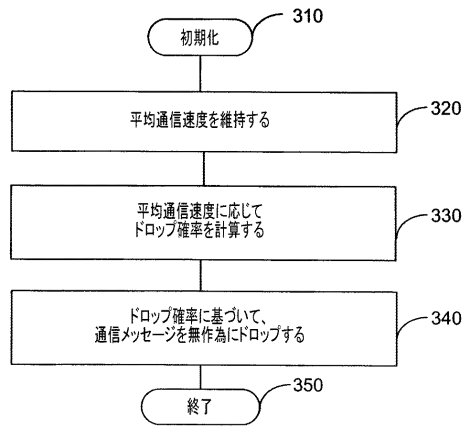 初期化
310
平均通信速度を維持する
320
平均通信速度に応じて
ドロップ確率を計算する
330
ドロップ確率に基づいて、
通信メッセージを無作為にドロップする
340
終了
350